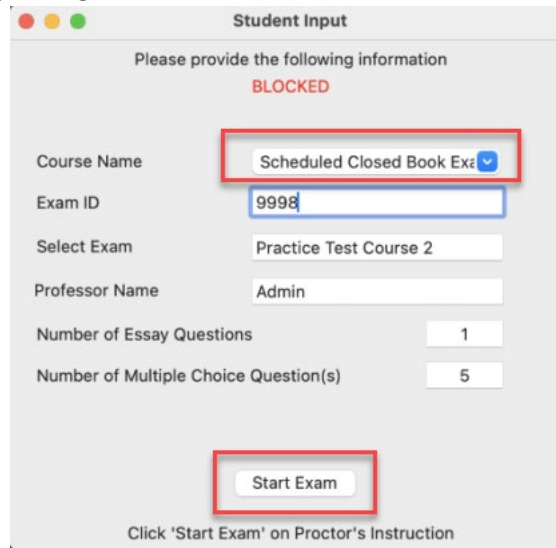 Student Input
Please provide the following information
BLOCKED
Course Name Scheduled Closed Book Exa
Exam ID 9998
Select Exam Practice Test Course 2
Professor Name Admin
Number of Essay Questions 1
Number of Multiple Choice Question(s) 5
Start Exam
Click 'Start Exam' on Proctor's Instruction